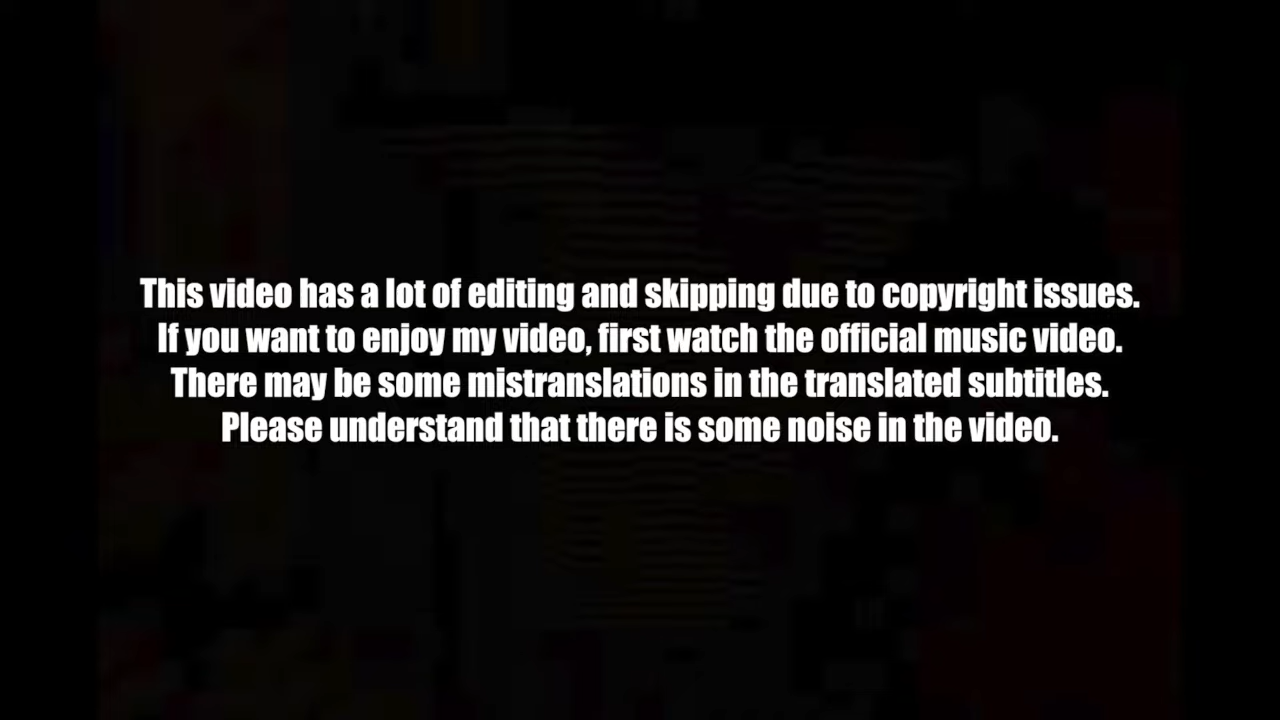 This video has a lot of editing and skipping due to copyright issues.
If you want to enjoy my video, first watch the official music video.
There may be some mistranslations in the translated subtitles.
Please understand that there is some noise in the video.